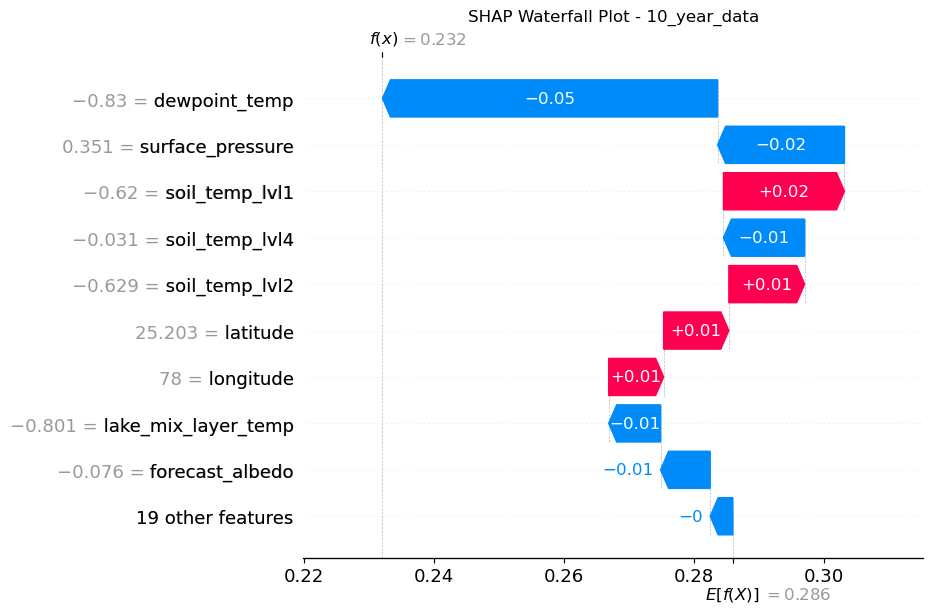 SHAP Waterfall Plot - 10_year_data
f(x) = 0.232
−0.83 = dewpoint_temp −0.05
0.351 = surface_pressure −0.02
−0.62 = soil_temp_lvl1 +0.02
−0.031 = soil_temp_lvl4 −0.01
−0.629 = soil_temp_lvl2 +0.01
25.203 = latitude +0.01
78 = longitude +0.01
−0.801 = lake_mix_layer_temp −0.01
−0.076 = forecast_albedo −0.01
19 other features −0
0.22 0.24 0.26 0.28 0.30
E[f(X)] = 0.286